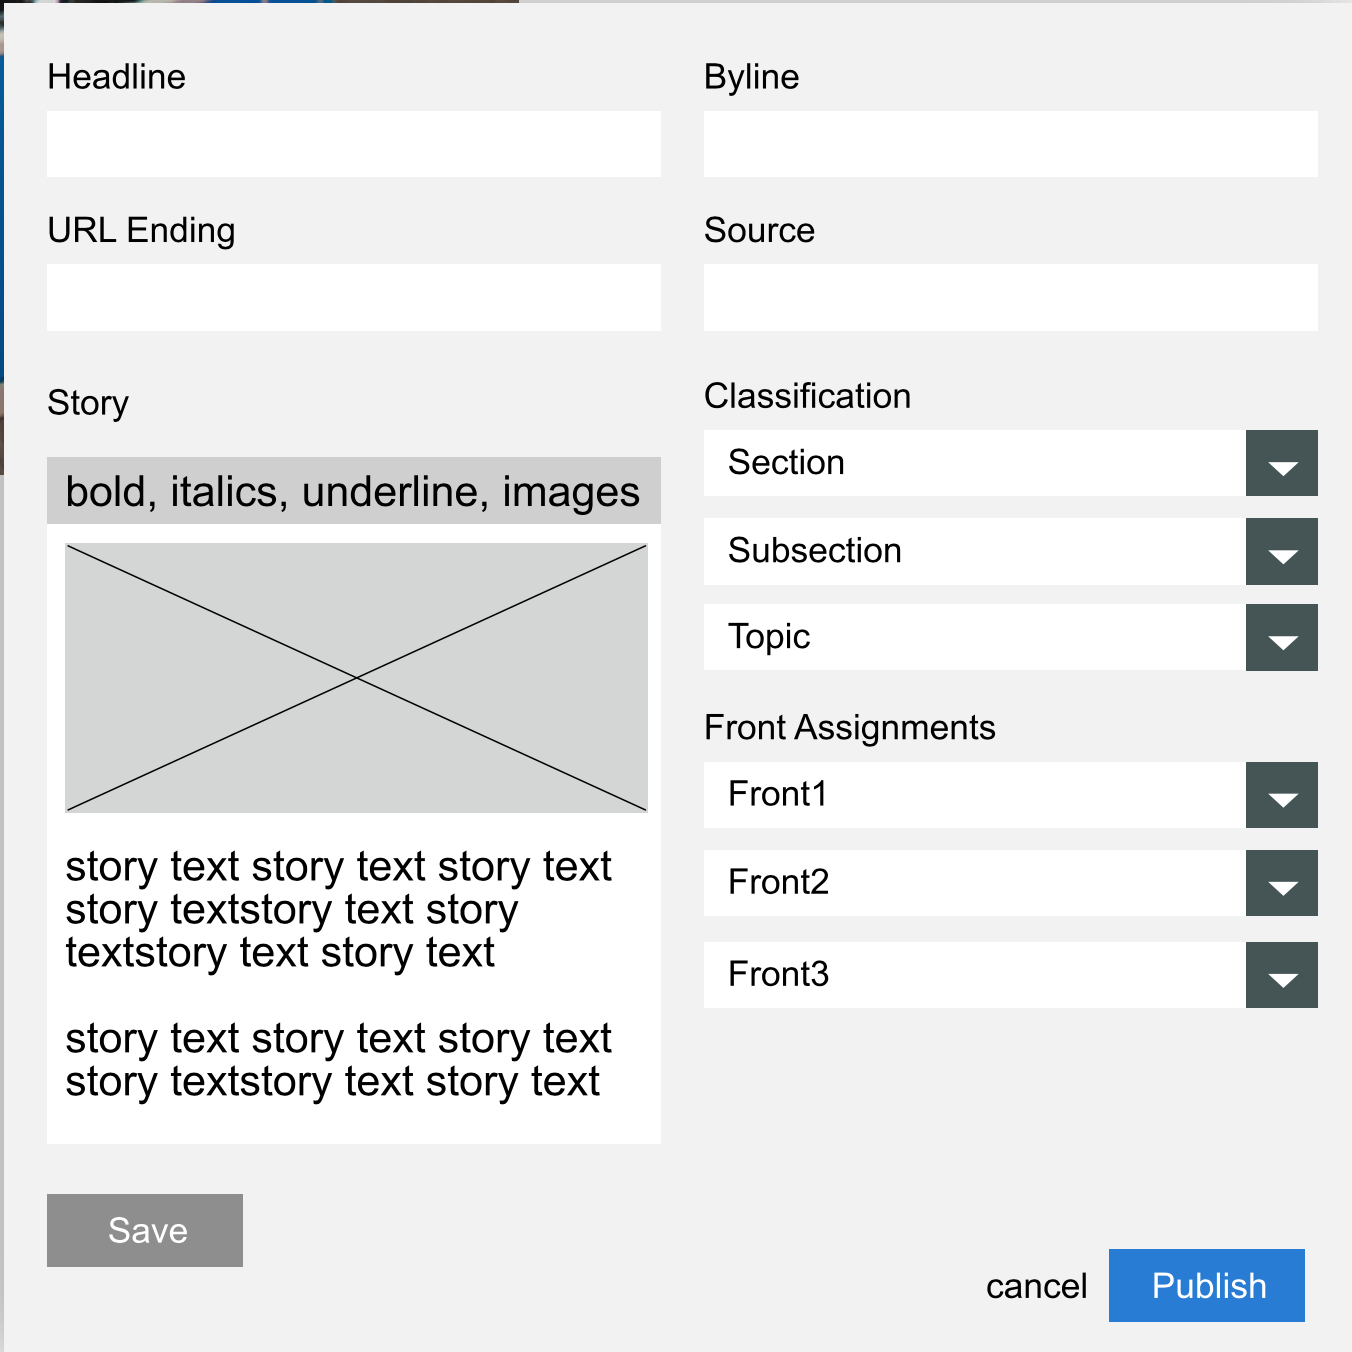 Headline
Byline
URL Ending
Source
Story
bold, italics, underline, images
story text story text story text
story textstory text story
textstory text story text
story text story text story text
story textstory text story text
Save
Classification
Section
Subsection
Topic
Front Assignments
Front1
Front2
Front3
cancel
Publish